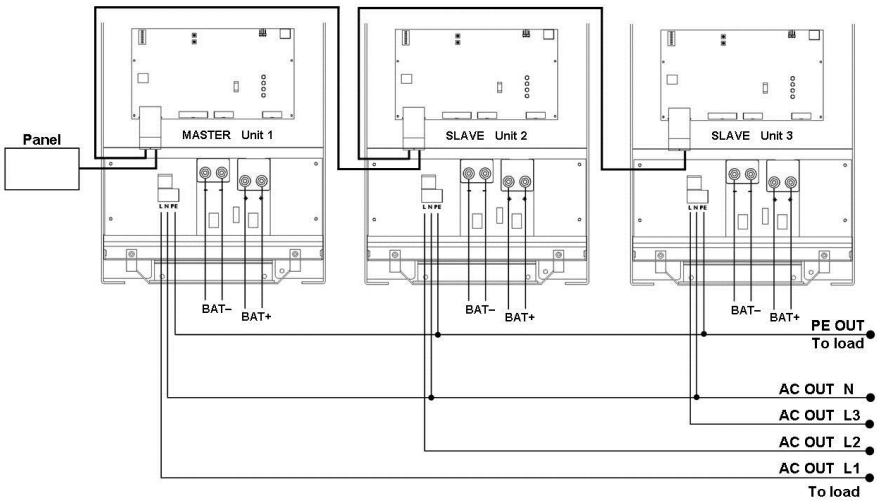 Panel
MASTER Unit 1
SLAVE Unit 2
SLAVE Unit 3
L N PE
L N PE
L N PE
BAT–
BAT+
BAT–
BAT+
BAT–
BAT+
PE OUT
To load
AC OUT N
AC OUT L3
AC OUT L2
AC OUT L1
To load